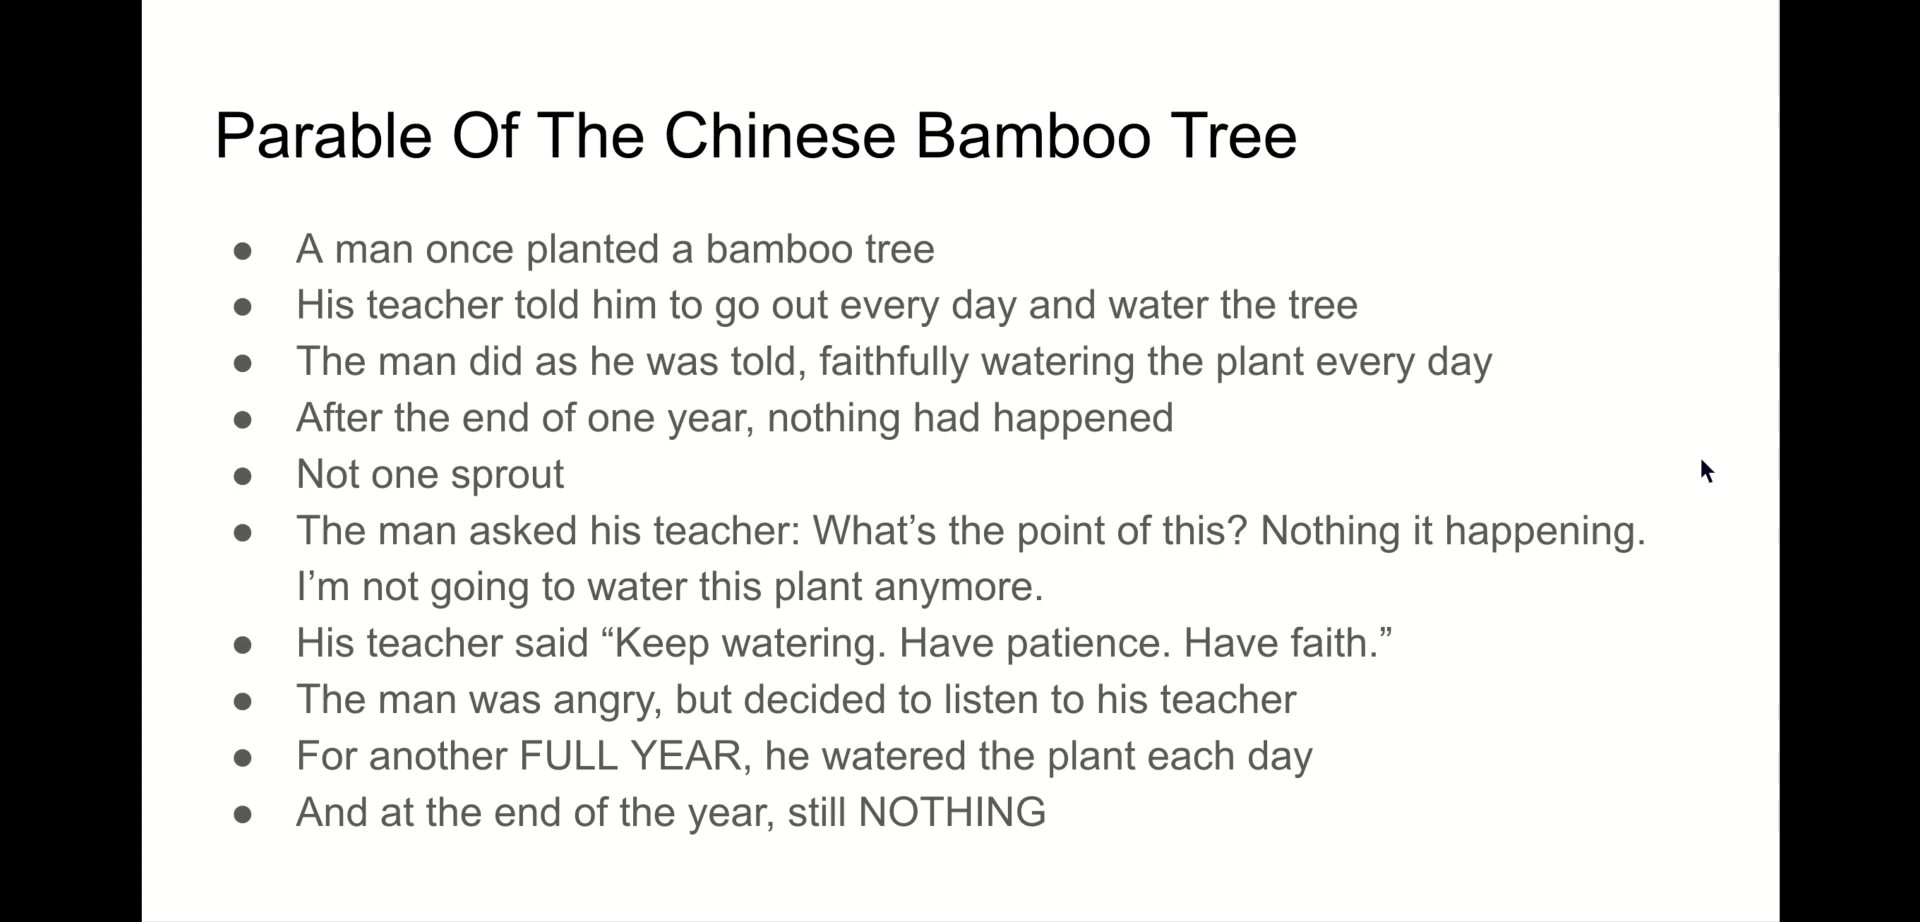 Parable Of The Chinese Bamboo Tree
● A man once planted a bamboo tree
● His teacher told him to go out every day and water the tree
● The man did as he was told, faithfully watering the plant every day
● After the end of one year, nothing had happened
● Not one sprout
● The man asked his teacher: What’s the point of this? Nothing it happening.
I’m not going to water this plant anymore.
● His teacher said “Keep watering. Have patience. Have faith.”
● The man was angry, but decided to listen to his teacher
● For another FULL YEAR, he watered the plant each day
● And at the end of the year, still NOTHING